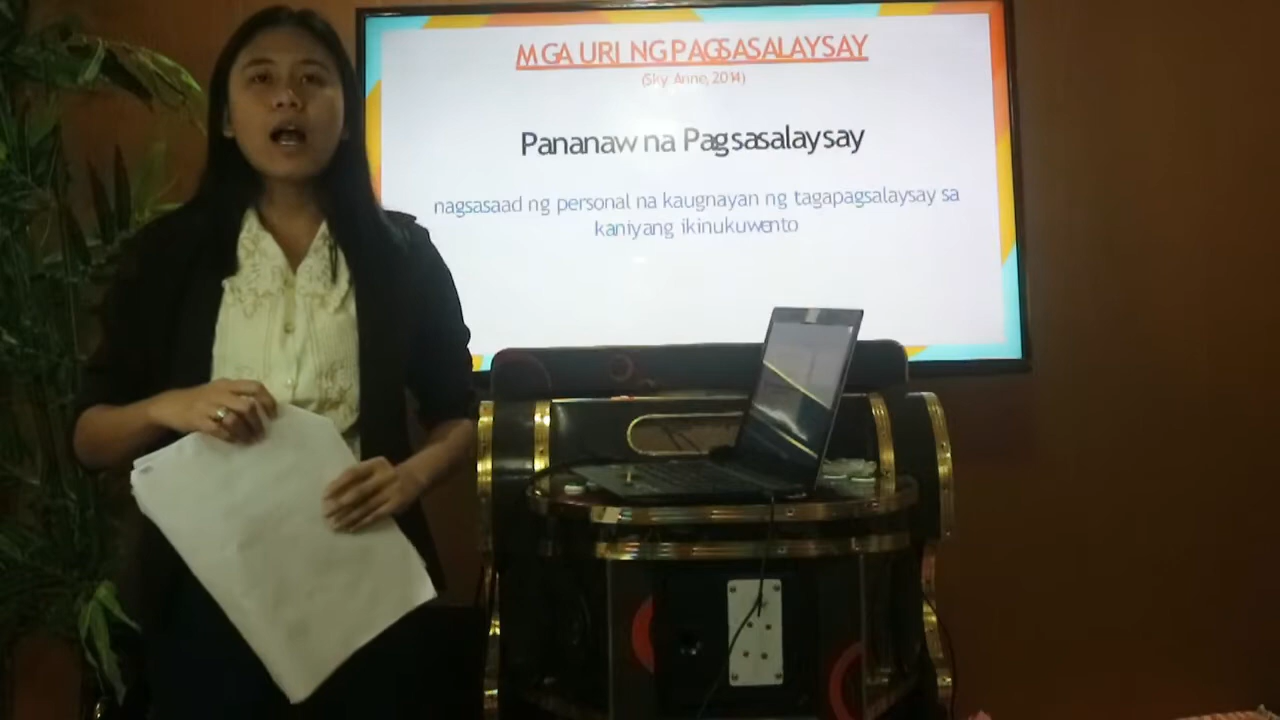 MGA URI NG PAGSASALAYSAY
(Sky Anne, 2014)
Pananaw na Pagsasalaysay
nagsasaad ng personal na kaugnayan ng tagapagsalaysay sa
kaniyang ikinukuwento